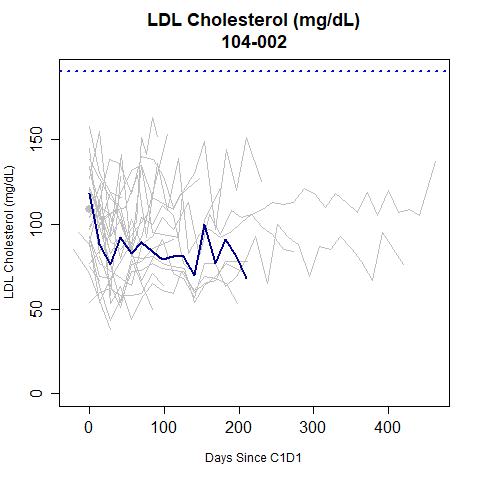 LDL Cholesterol (mg/dL)
104-002
LDL Cholesterol (mg/dL)
150
100
50
0
0 100 200 300 400
Days Since C1D1